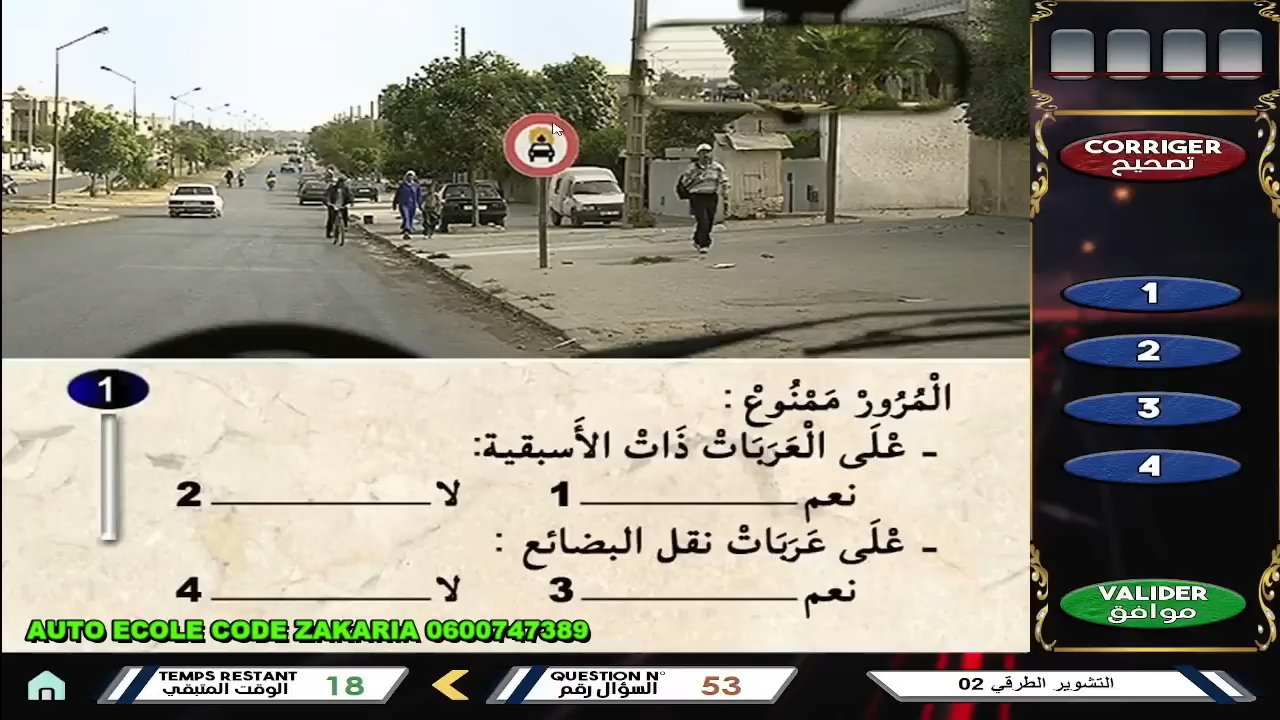 CORRIGER
تصحيح
1
الْمُرُورْ مَمْنُوعْ :
- عْلَى الْعَرَبَاتْ ذَاتْ الأَسبقية:
نعم 1 لا 2
- عْلَى عَرَبَاتْ نقل البضائع :
نعم 3 لا 4
AUTO ECOLE CODE ZAKARIA 0600747389
1
2
3
4
VALIDER
موافق
TEMPS RESTANT
الوقت المتبقي
18
QUESTION N°
السؤال رقم
53
التشوير الطرقي 02